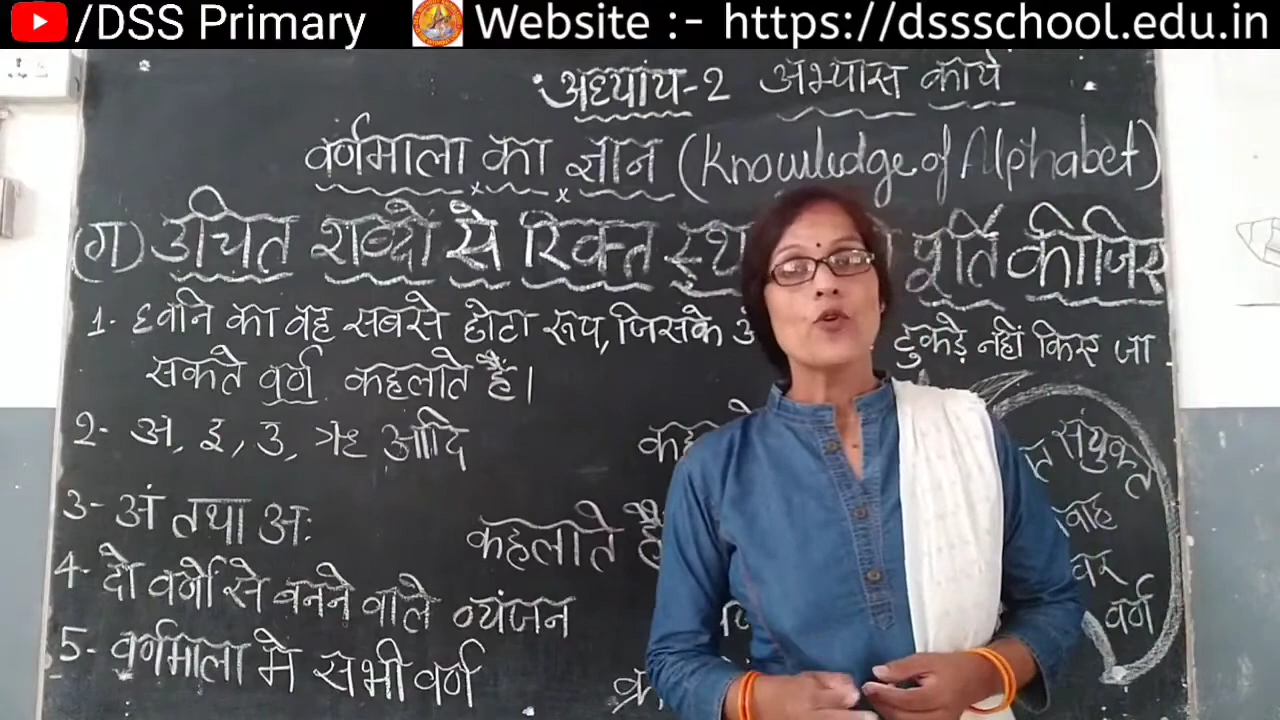 /DSS Primary Website :- https://dssschool.edu.in
अध्याय-2 अभ्यास कार्य
वर्णमाला का ज्ञान (Knowledge of Alphabet)
(ग) उचित शब्दों से रिक्त पूर्ति कीजिए
1- ध्वनि का वह सबसे छोटा रूप, जिसके टुकड़े नहीं किए जा
सकते वर्ण कहलाते हैं।
2- अ, इ, उ, ऋ आदि
3- अं तथा अः कहलाते हैं
4- दो वर्णो से बनने वाले व्यंजन
5- वर्णमाला मे सभी वर्ण
संयुक्त
वर्ण